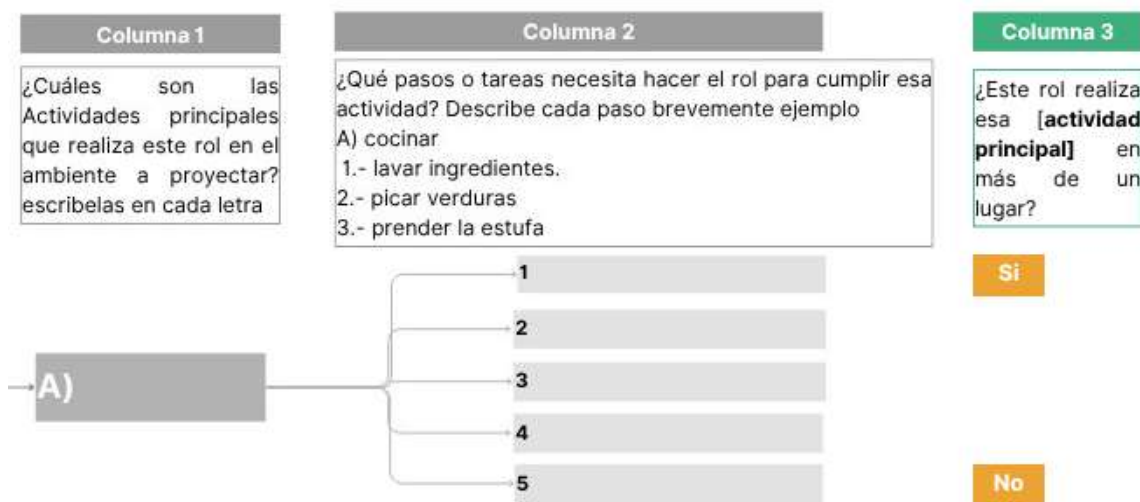 Columna 1
¿Cuáles son las
Actividades principales
que realiza este rol en el
ambiente a proyectar?
escribelas en cada letra
Columna 2
¿Qué pasos o tareas necesita hacer el rol para cumplir esa
actividad? Describe cada paso brevemente ejemplo
A) cocinar
1.- lavar ingredientes.
2.- picar verduras
3.- prender la estufa
Columna 3
¿Este rol realiza
esa [actividad
principal] en
más de un
lugar?
A)
1
2
3
4
5
Si
No